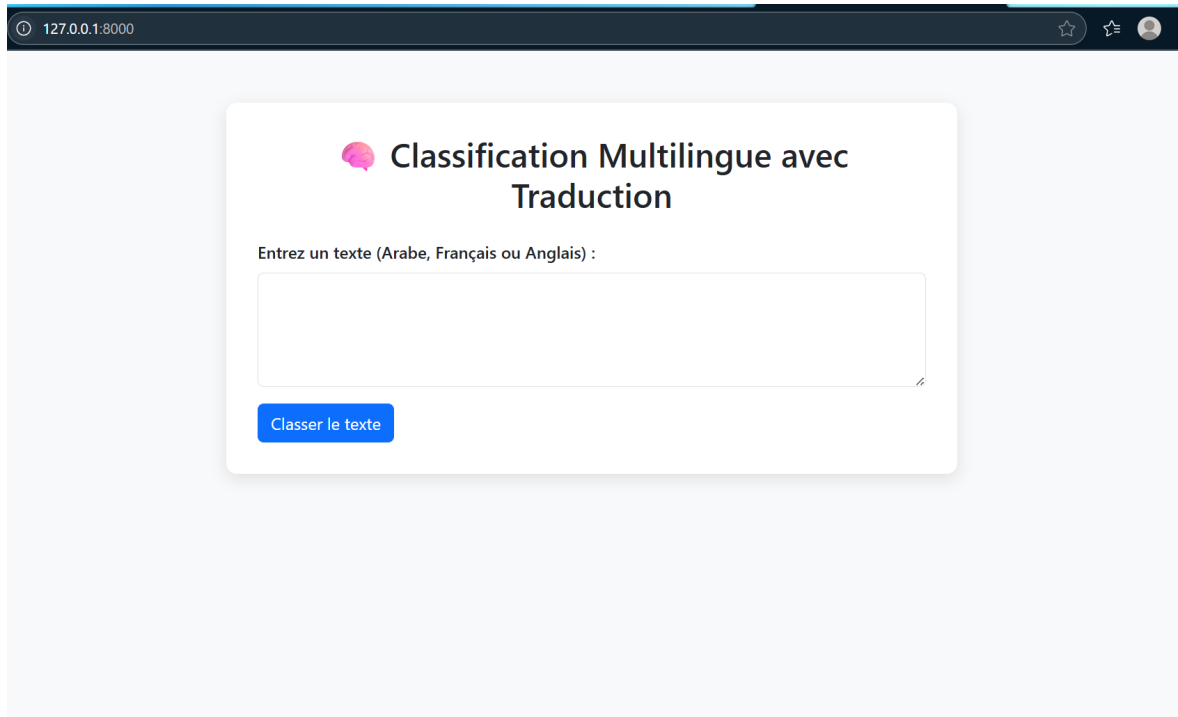 127.0.0.1:8000
Classification Multilingue avec
Traduction
Entrez un texte (Arabe, Français ou Anglais) :
Classer le texte